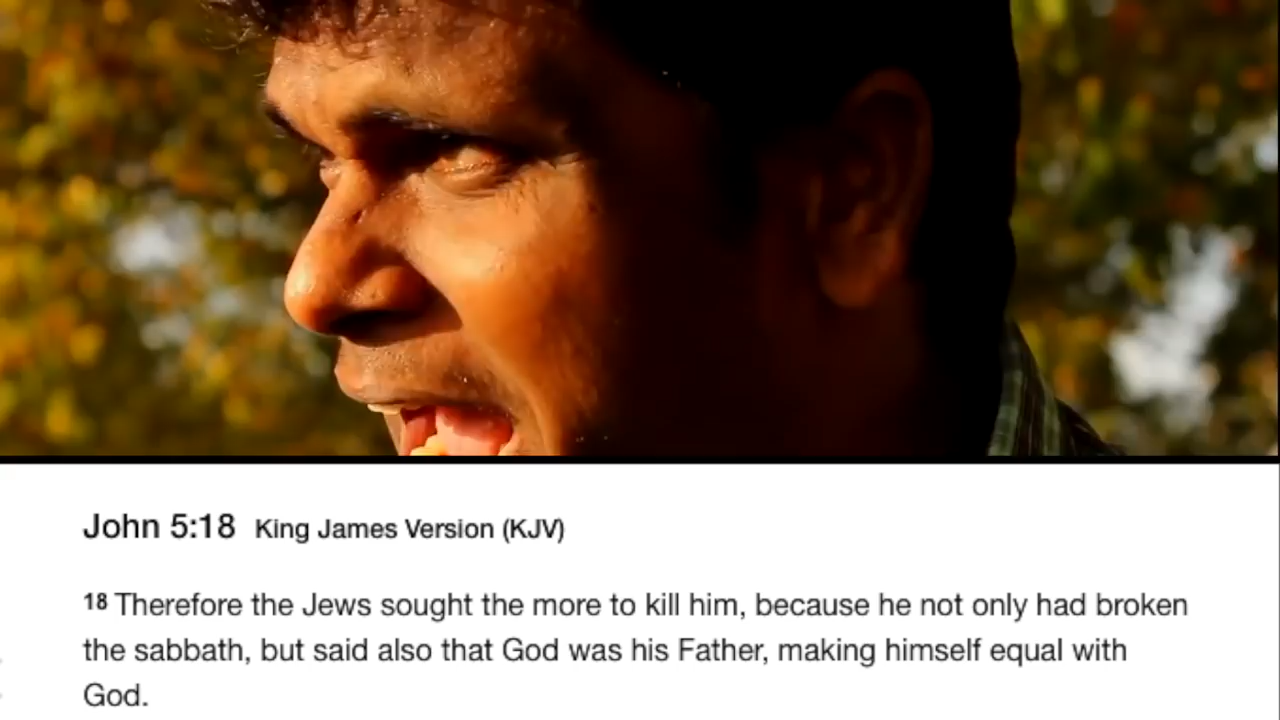 John 5:18 King James Version (KJV)
18 Therefore the Jews sought the more to kill him, because he not only had broken
the sabbath, but said also that God was his Father, making himself equal with
God.